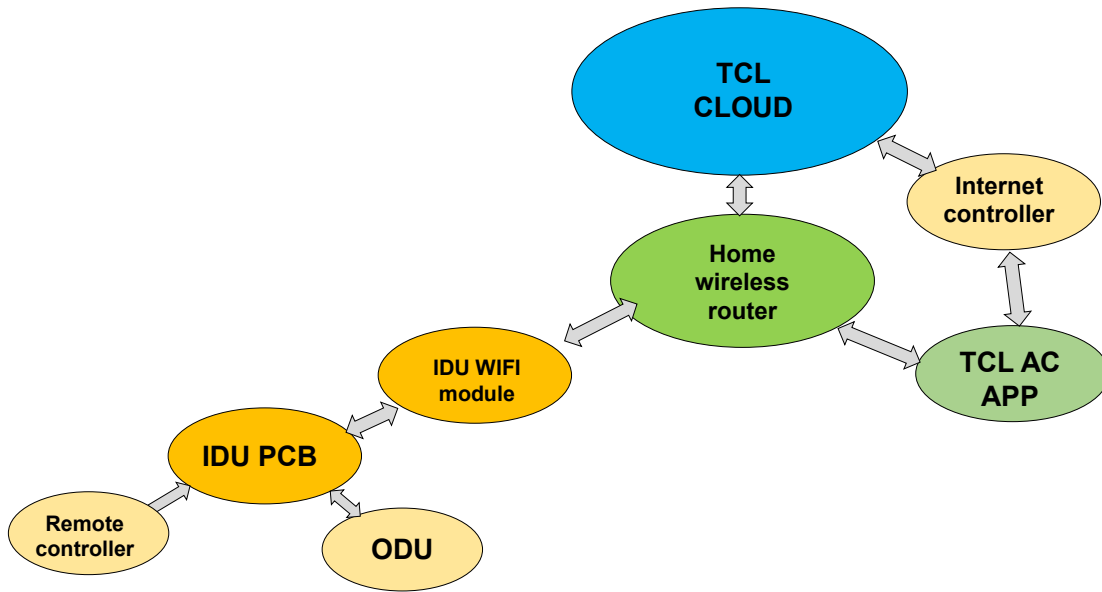 TCL
CLOUD
Internet
controller
Home
wireless
router
IDU WIFI
module
TCL AC
APP
IDU PCB
Remote
controller
ODU